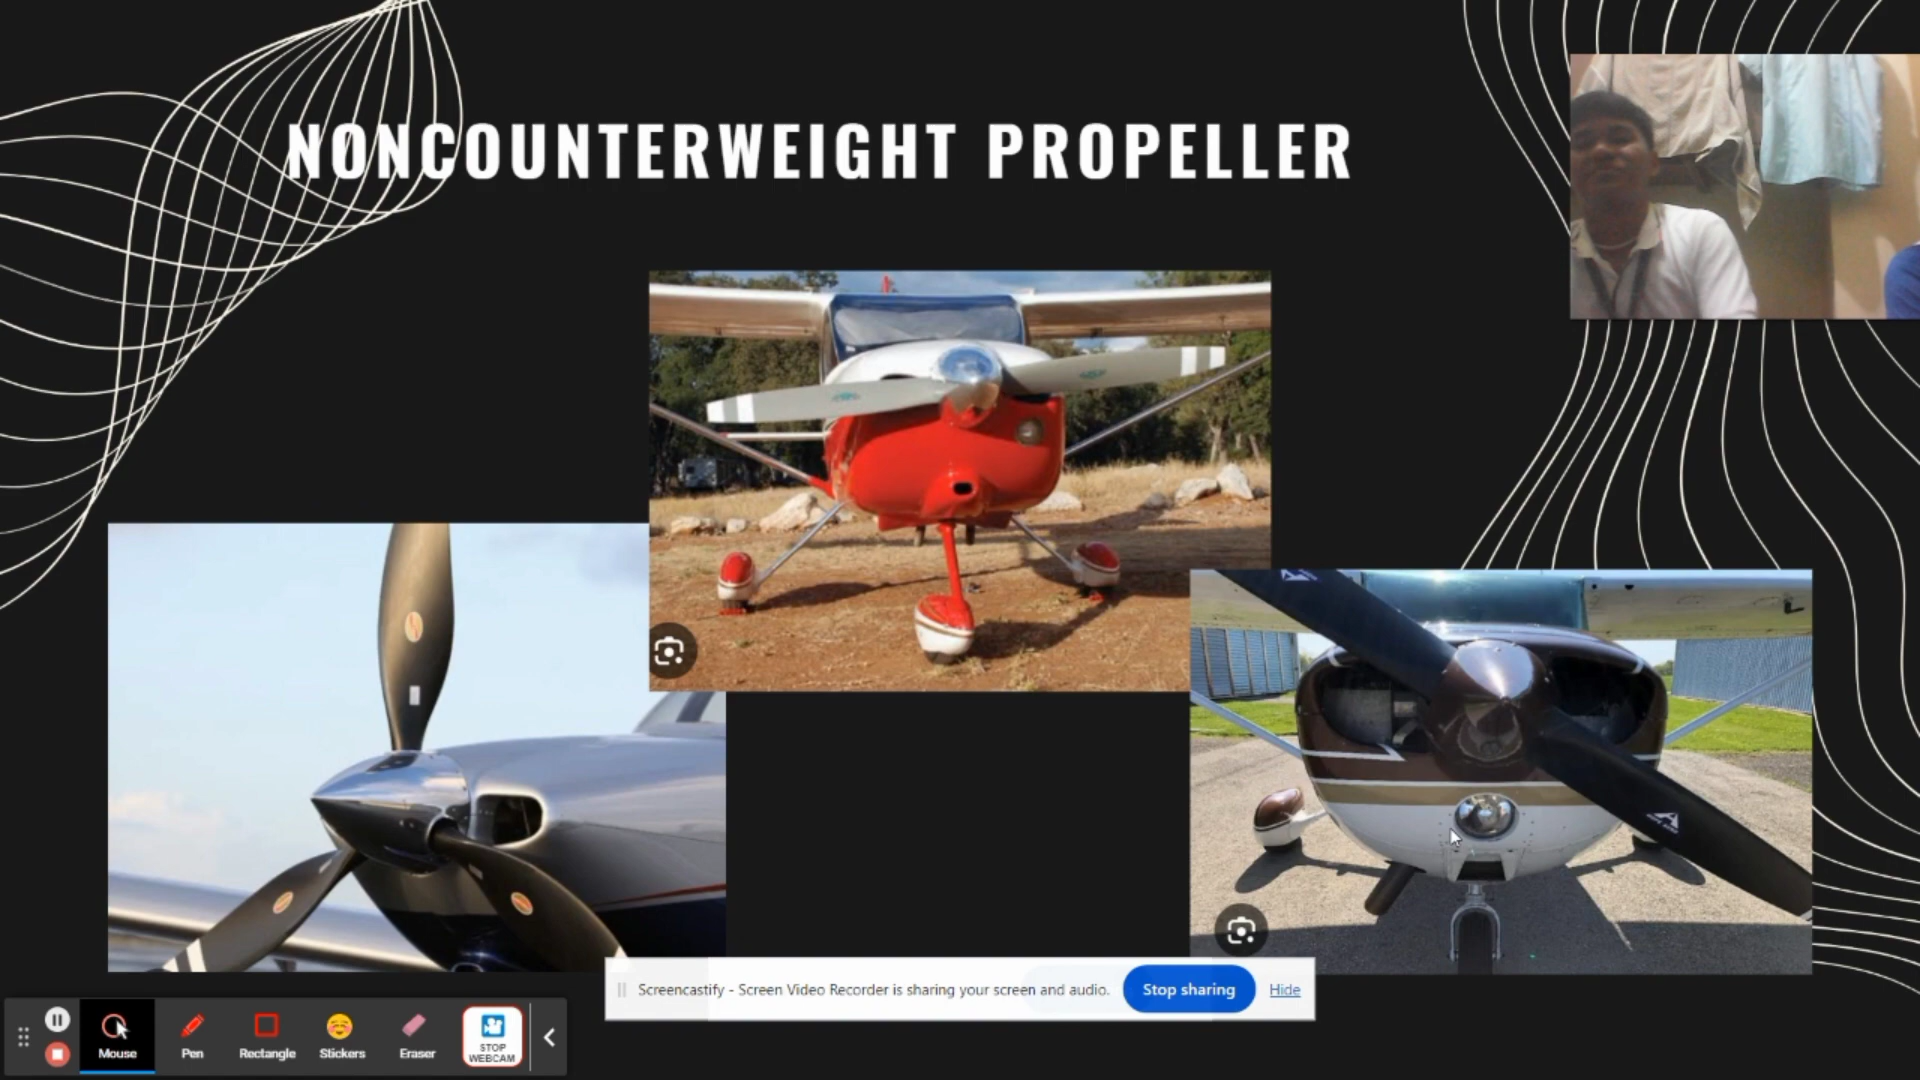 NONCOUNTERWEIGHT PROPELLER
Screencastify - Screen Video Recorder is sharing your screen and audio.
Stop sharing
Hide
Mouse
Pen
Rectangle
Stickers
Eraser
STOP
WEBCAM